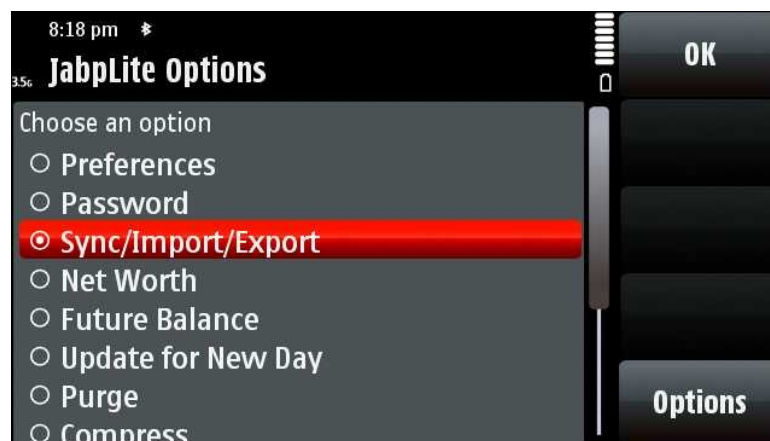 8:18 pm
3.5G
JabpLite Options
OK
Choose an option
Preferences
Password
Sync/Import/Export
Net Worth
Future Balance
Update for New Day
Purge
Compress
Options